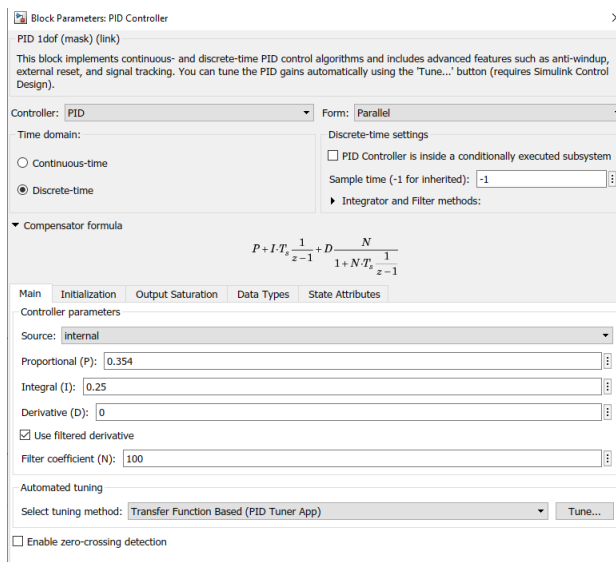 Block Parameters: PID Controller
PID 1dof (mask) (link)
This block implements continuous- and discrete-time PID control algorithms and includes advanced features such as anti-windup,
external reset, and signal tracking. You can tune the PID gains automatically using the 'Tune...' button (requires Simulink Control
Design).
Controller: PID Form: Parallel
Time domain:
Discrete-time settings
Continuous-time
Discrete-time
PID Controller is inside a conditionally executed subsystem
Sample time (-1 for inherited): -1
Integrator and Filter methods:
Compensator formula
P + I·T_s 1/(z-1) + D N/(1 + N·T_s 1/(z-1))
Main Initialization Output Saturation Data Types State Attributes
Controller parameters
Source: internal
Proportional (P): 0.354
Integral (I): 0.25
Derivative (D): 0
Use filtered derivative
Filter coefficient (N): 100
Automated tuning
Select tuning method: Transfer Function Based (PID Tuner App) Tune...
Enable zero-crossing detection